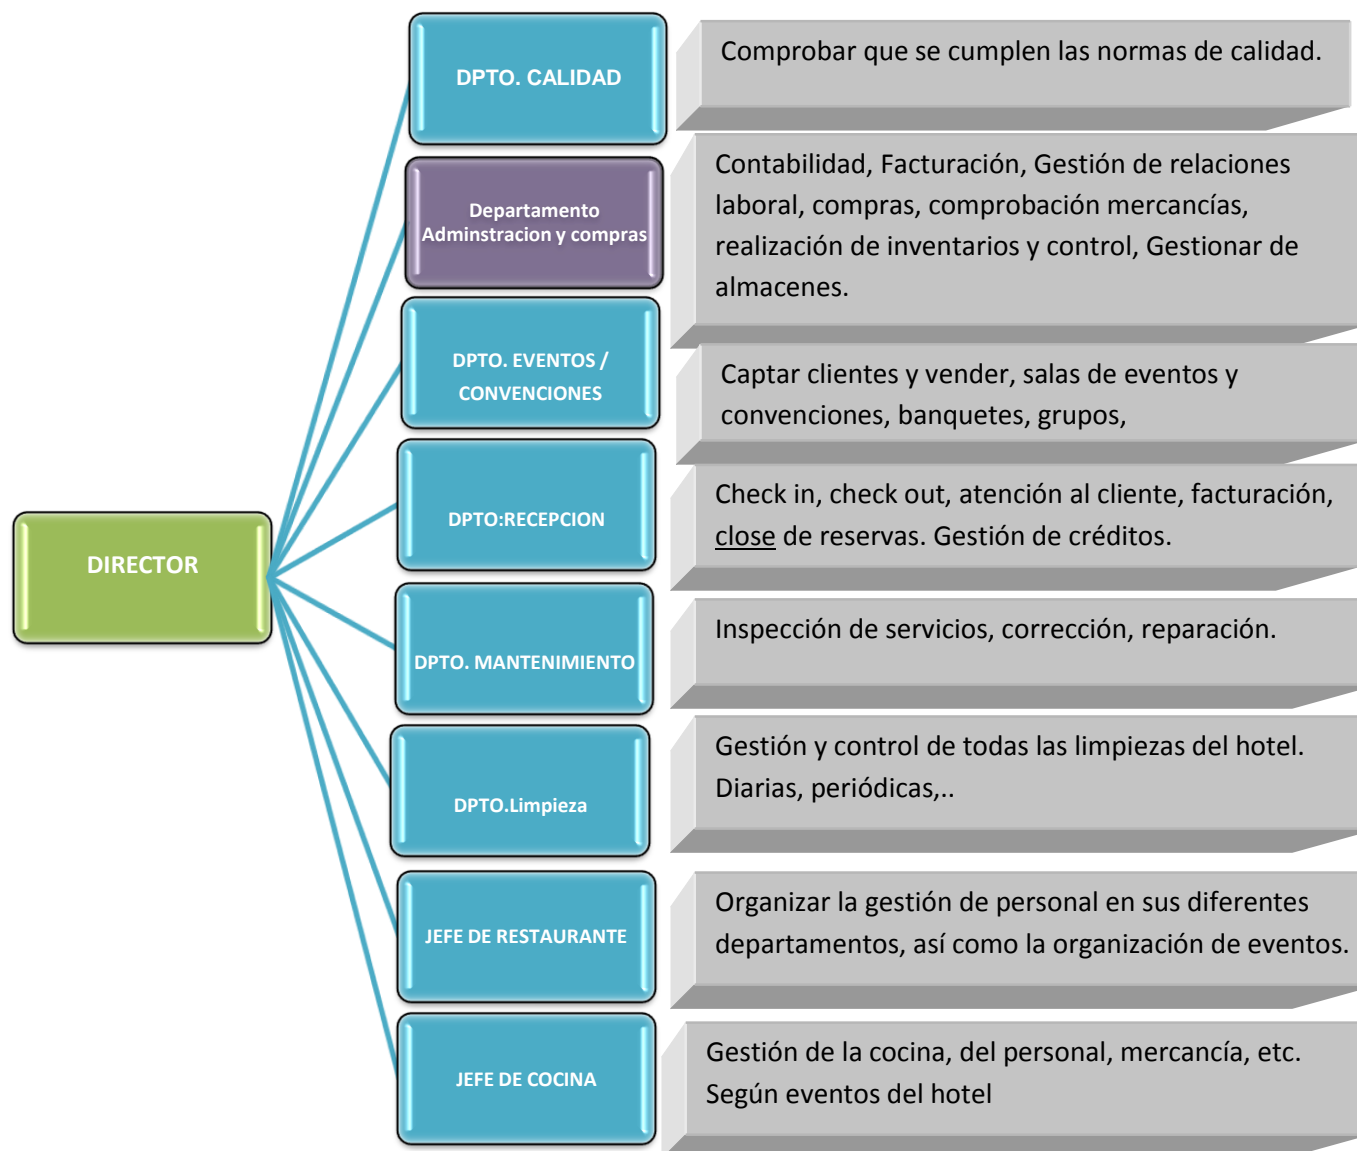 DPTO. CALIDAD
Comprobar que se cumplen las normas de calidad.
Departamento
Adminstracion y compras
Contabilidad, Facturación, Gestión de relaciones
laboral, compras, comprobación mercancías,
realización de inventarios y control, Gestionar de
almacenes.
DPTO. EVENTOS /
CONVENCIONES
Captar clientes y vender, salas de eventos y
convenciones, banquetes, grupos,
DPTO:RECEPCION
Check in, check out, atención al cliente, facturación,
close de reservas. Gestión de créditos.
DIRECTOR
DPTO. MANTENIMIENTO
Inspección de servicios, corrección, reparación.
DPTO.Limpieza
Gestión y control de todas las limpiezas del hotel.
Diarias, periódicas,..
JEFE DE RESTAURANTE
Organizar la gestión de personal en sus diferentes
departamentos, así como la organización de eventos.
JEFE DE COCINA
Gestión de la cocina, del personal, mercancía, etc.
Según eventos del hotel